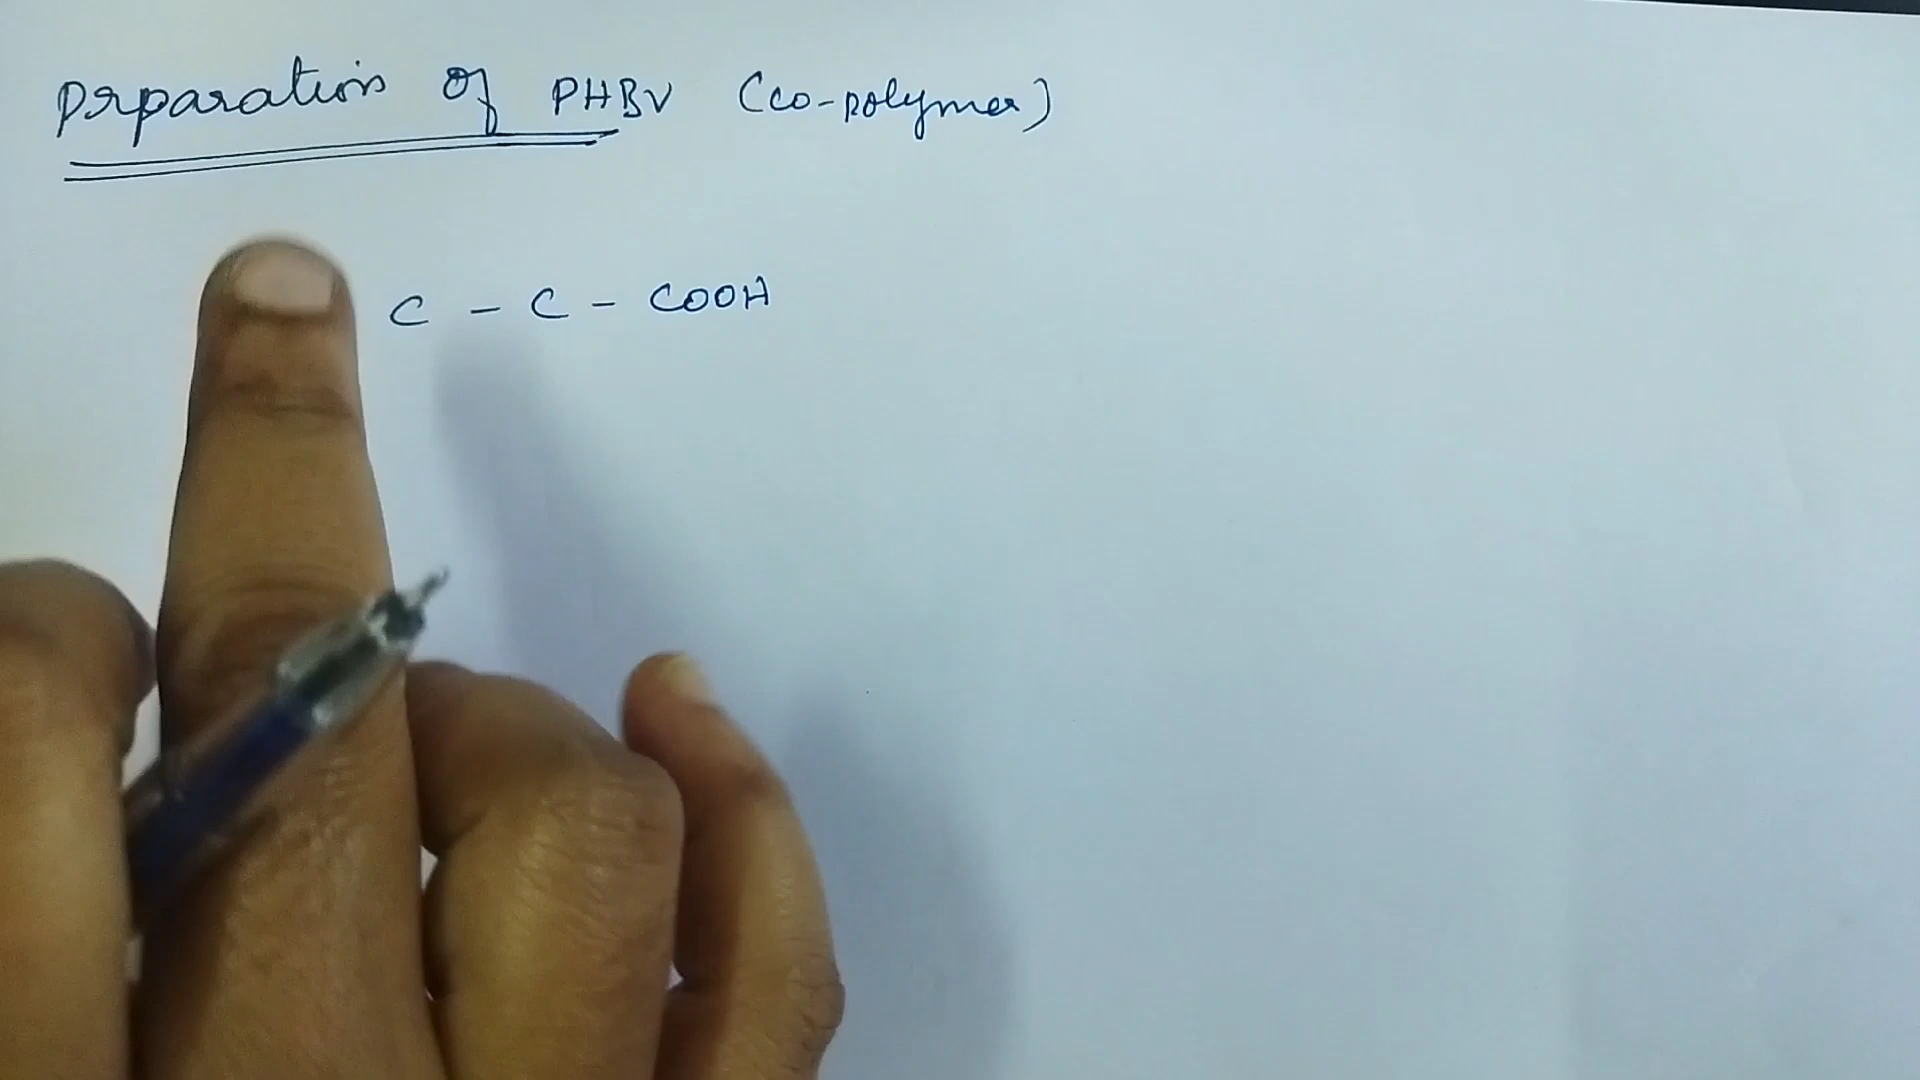 Prparation of PHBV (co-polymer)
C - C - COOH